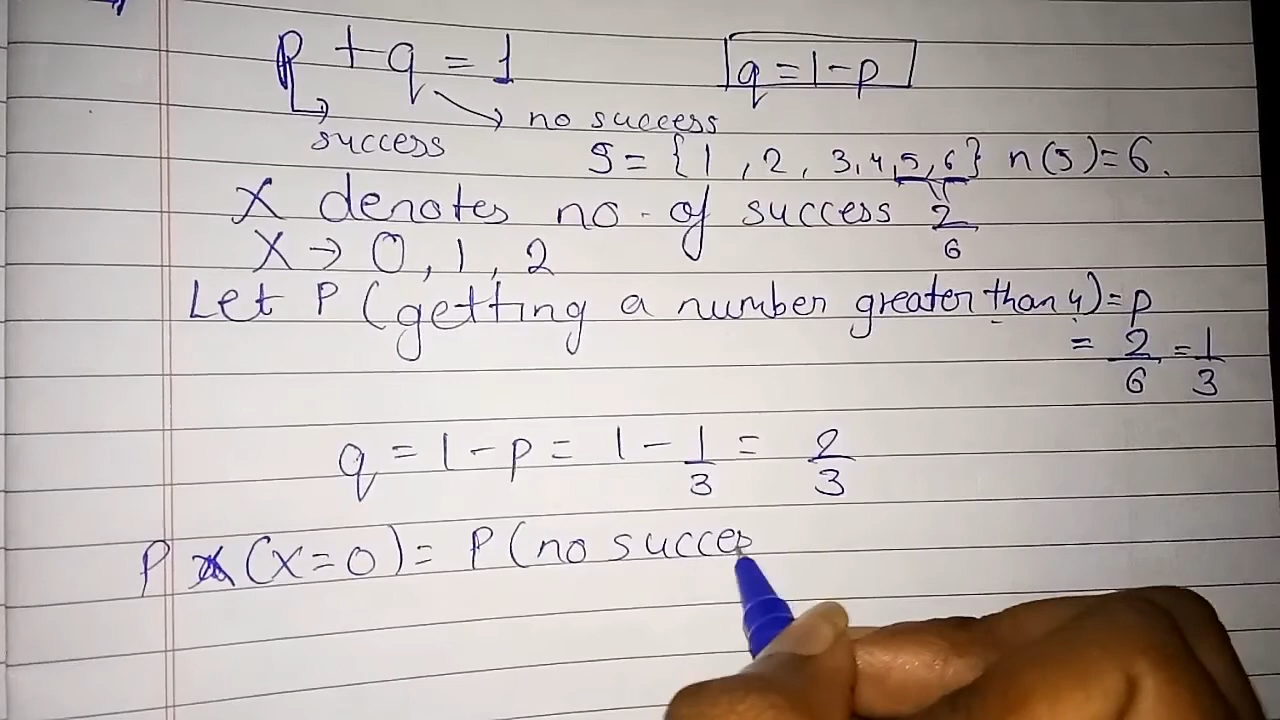 p + q = 1 q = 1 - p
success no success
S = {1, 2, 3, 4, 5, 6} n(S) = 6.
X denotes no. of success 2/6
X → 0, 1, 2
Let P (getting a number greater than 4) = p
= 2/6 = 1/3
q = 1 - p = 1 - 1/3 = 2/3
P (X = 0) = P (no succes